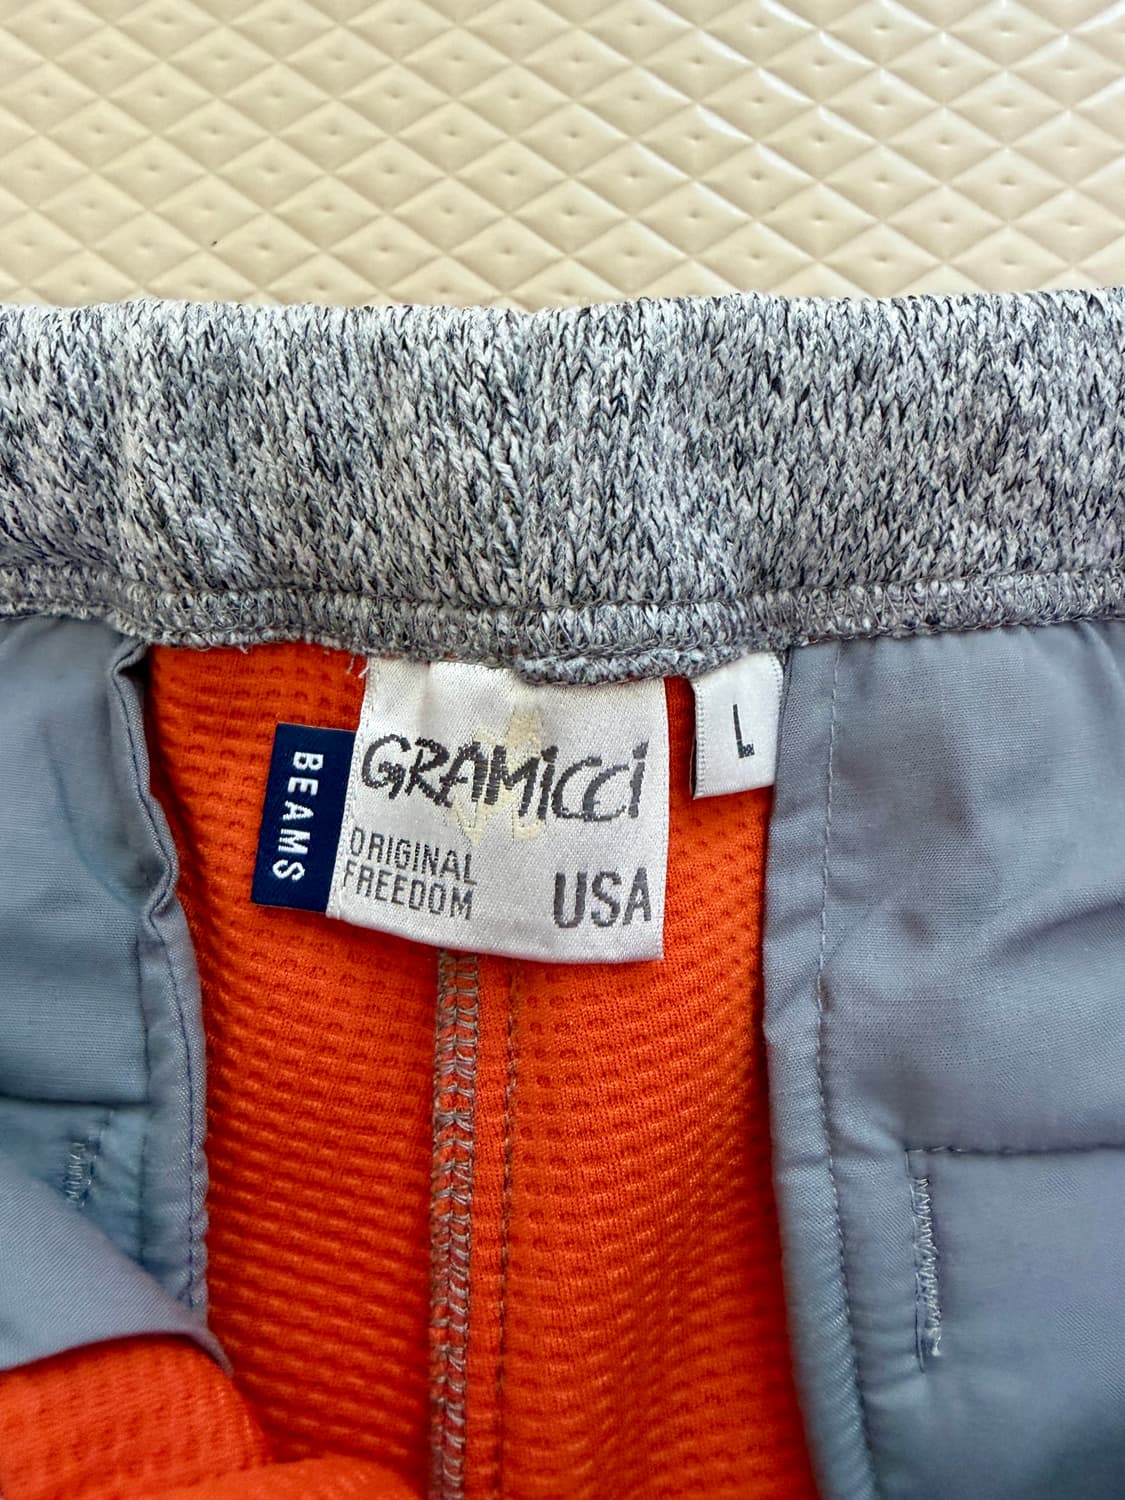 BEAMS
GRAMICCI
ORIGINAL
FREEDOM
USA
L